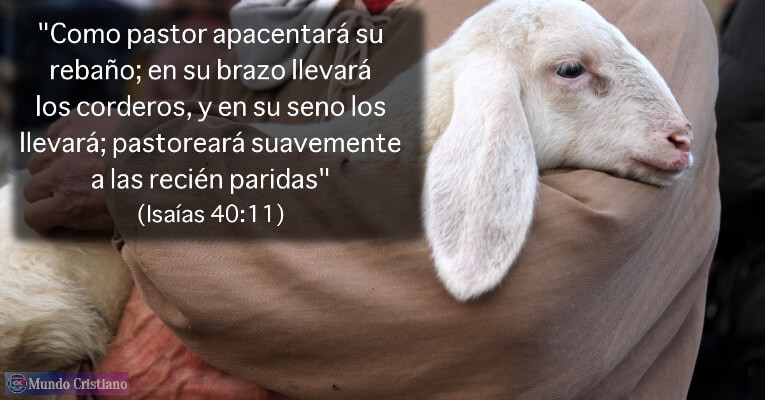 "Como pastor apacentará su
rebaño; en su brazo llevará
los corderos, y en su seno los
llevará; pastoreará suavemente
a las recién paridas"
(Isaías 40:11)
Mundo Cristiano